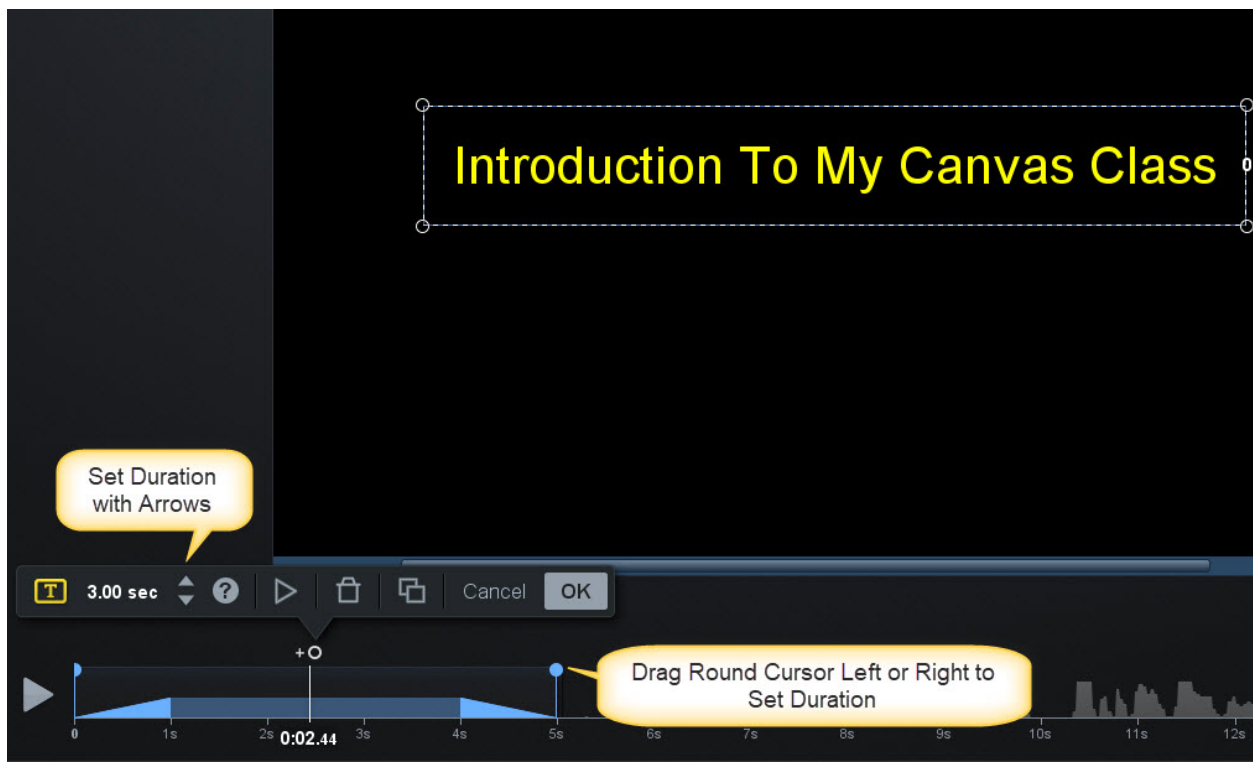 Introduction To My Canvas Class
0
Set Duration
with Arrows
T 3.00 sec ? Cancel OK
+
Drag Round Cursor Left or Right to
Set Duration
0 1s 2s 0:02.44 3s 4s 5s 6s 7s 8s 9s 10s 11s 12s